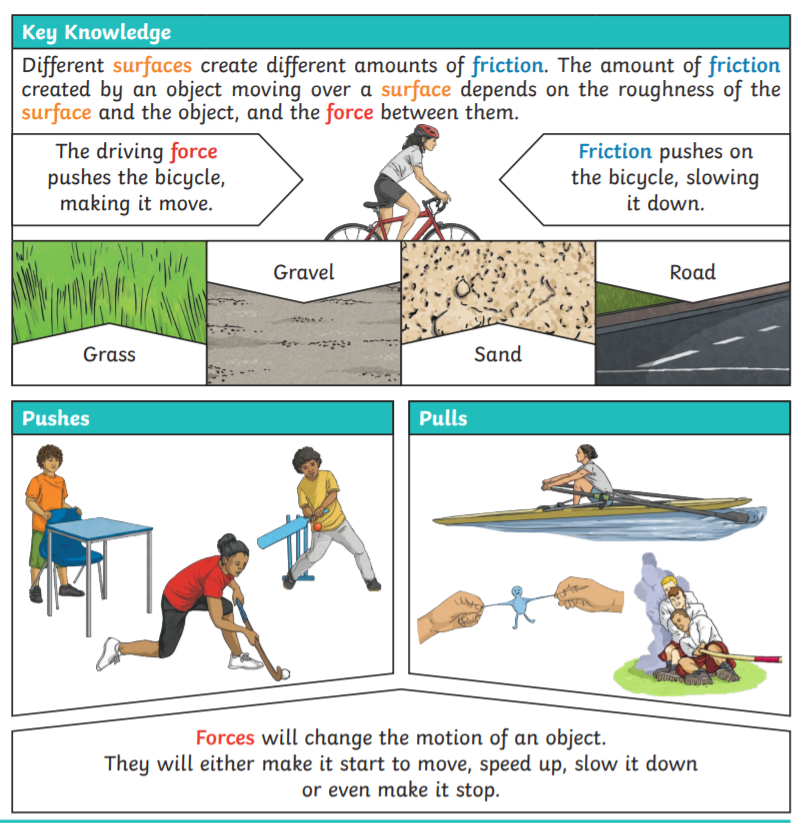 Key Knowledge
Different surfaces create different amounts of friction. The amount of friction
created by an object moving over a surface depends on the roughness of the
surface and the object, and the force between them.
The driving force
pushes the bicycle,
making it move.
Friction pushes on
the bicycle, slowing
it down.
Grass
Gravel
Sand
Road
Pushes
Pulls
Forces will change the motion of an object.
They will either make it start to move, speed up, slow it down
or even make it stop.